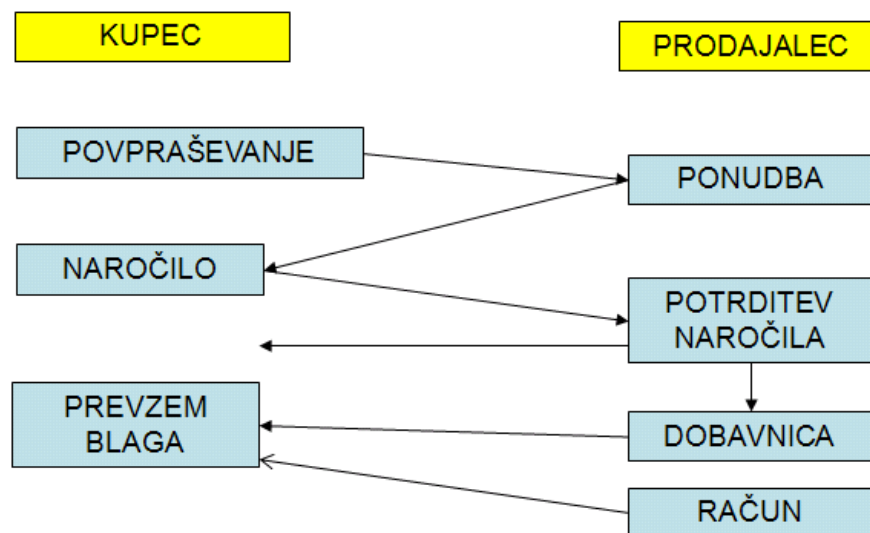 KUPEC
PRODAJALEC
POVPRAŠEVANJE
PONUDBA
NAROČILO
POTRDITEV
NAROČILA
PREVZEM
BLAGA
DOBAVNICA
RAČUN